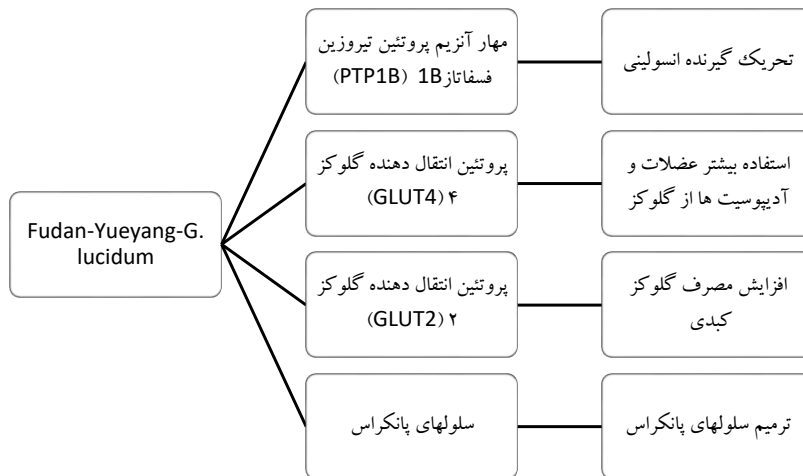 مهار آنزیم پروتئین تیروزین
فسفاتاز1B (PTP1B)
تحریک گیرنده انسولینی
پروتئین انتقال دهنده گلوکز
۴ (GLUT4)
استفاده بیشتر عضلات و
آدیپوسیت ها از گلوکز
Fudan-Yueyang-G.
lucidum
پروتئین انتقال دهنده گلوکز
۲ (GLUT2)
افزایش مصرف گلوکز
کبدی
سلولهای پانکراس
ترمیم سلولهای پانکراس